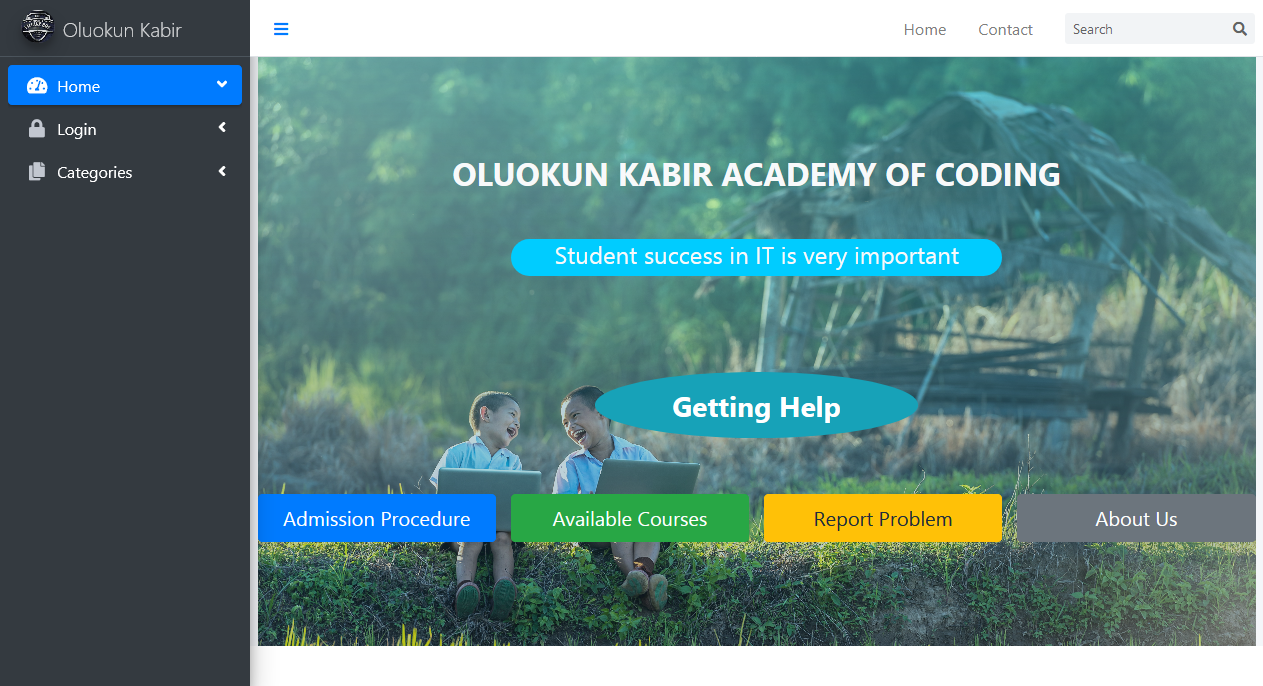 Oluokun Kabir
Home
Contact
Search
Home
Login
Categories
OLUOKUN KABIR ACADEMY OF CODING
Student success in IT is very important
Getting Help
Admission Procedure
Available Courses
Report Problem
About Us